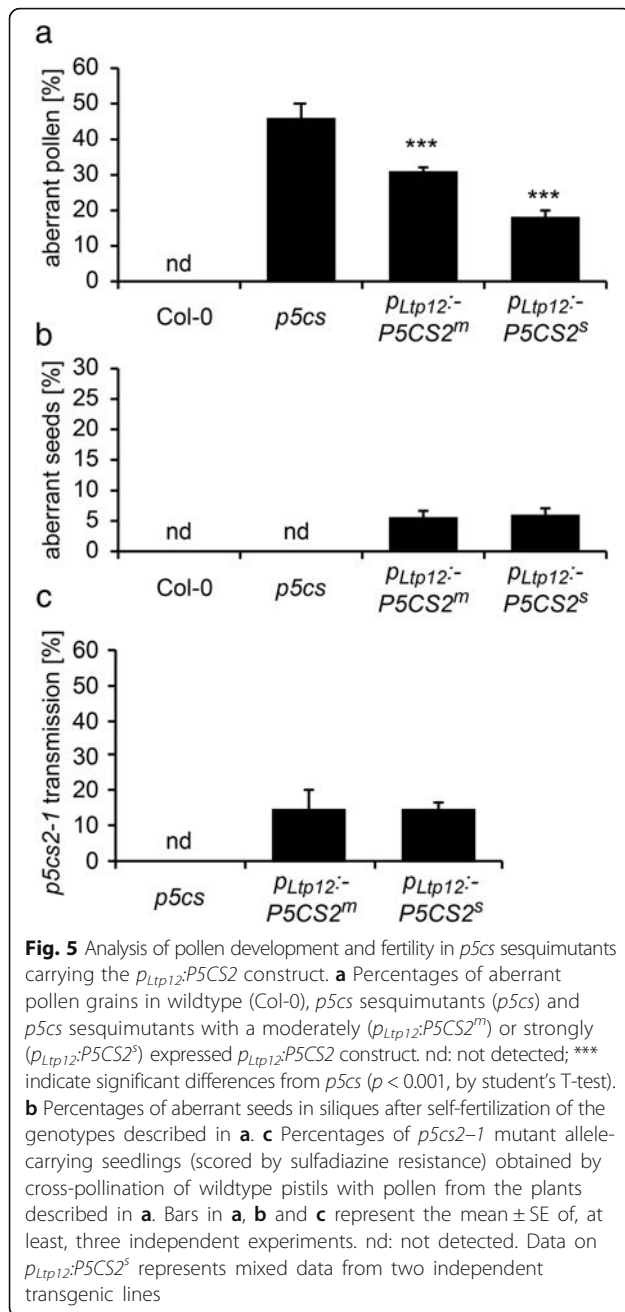 a
aberrant pollen [%]
60
50
40
30
20
10
0
nd
***
***
Col-0
p5cs
pLtp12:-
P5CS2m
pLtp12:-
P5CS2s
b
aberrant seeds [%]
30
25
20
15
10
5
0
nd
nd
Col-0
p5cs
pLtp12:-
P5CS2m
pLtp12:-
P5CS2s
c
p5cs2-1 transmission [%]
60
50
40
30
20
10
0
nd
p5cs
pLtp12:-
P5CS2m
pLtp12:-
P5CS2s
Fig. 5 Analysis of pollen development and fertility in p5cs sesquimutants
carrying the pLtp12:P5CS2 construct. a Percentages of aberrant
pollen grains in wildtype (Col-0), p5cs sesquimutants (p5cs) and
p5cs sesquimutants with a moderately (pLtp12:P5CS2m) or strongly
(pLtp12:P5CS2s) expressed pLtp12:P5CS2 construct. nd: not detected; ***
indicate significant differences from p5cs (p < 0.001, by student's T-test).
b Percentages of aberrant seeds in siliques after self-fertilization of the
genotypes described in a. c Percentages of p5cs2–1 mutant allele-
carrying seedlings (scored by sulfadiazine resistance) obtained by
cross-pollination of wildtype pistils with pollen from the plants
described in a. Bars in a, b and c represent the mean ± SE of, at
least, three independent experiments. nd: not detected. Data on
pLtp12:P5CS2s represents mixed data from two independent
transgenic lines